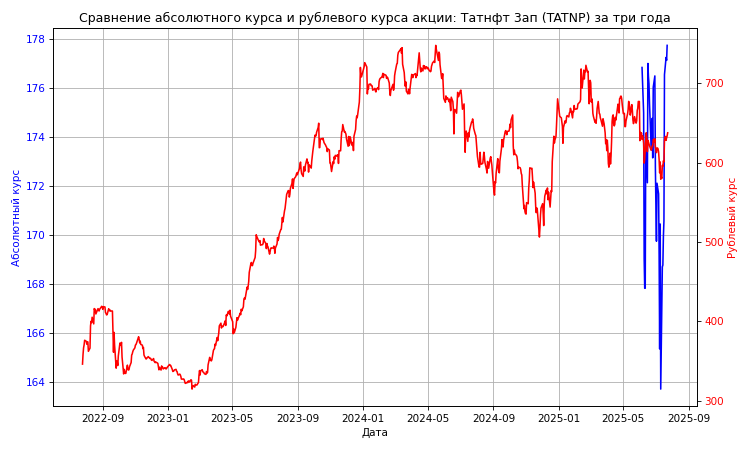 Сравнение абсолютного курса и рублевого курса акции: Татнфт 3ап (TATNP) за три года
178
176
174
172
170
168
166
164
Абсолютный курс
700
600
500
400
300
Рублевый курс
2022-09 2023-01 2023-05 2023-09 2024-01 2024-05 2024-09 2025-01 2025-05 2025-09
Дата